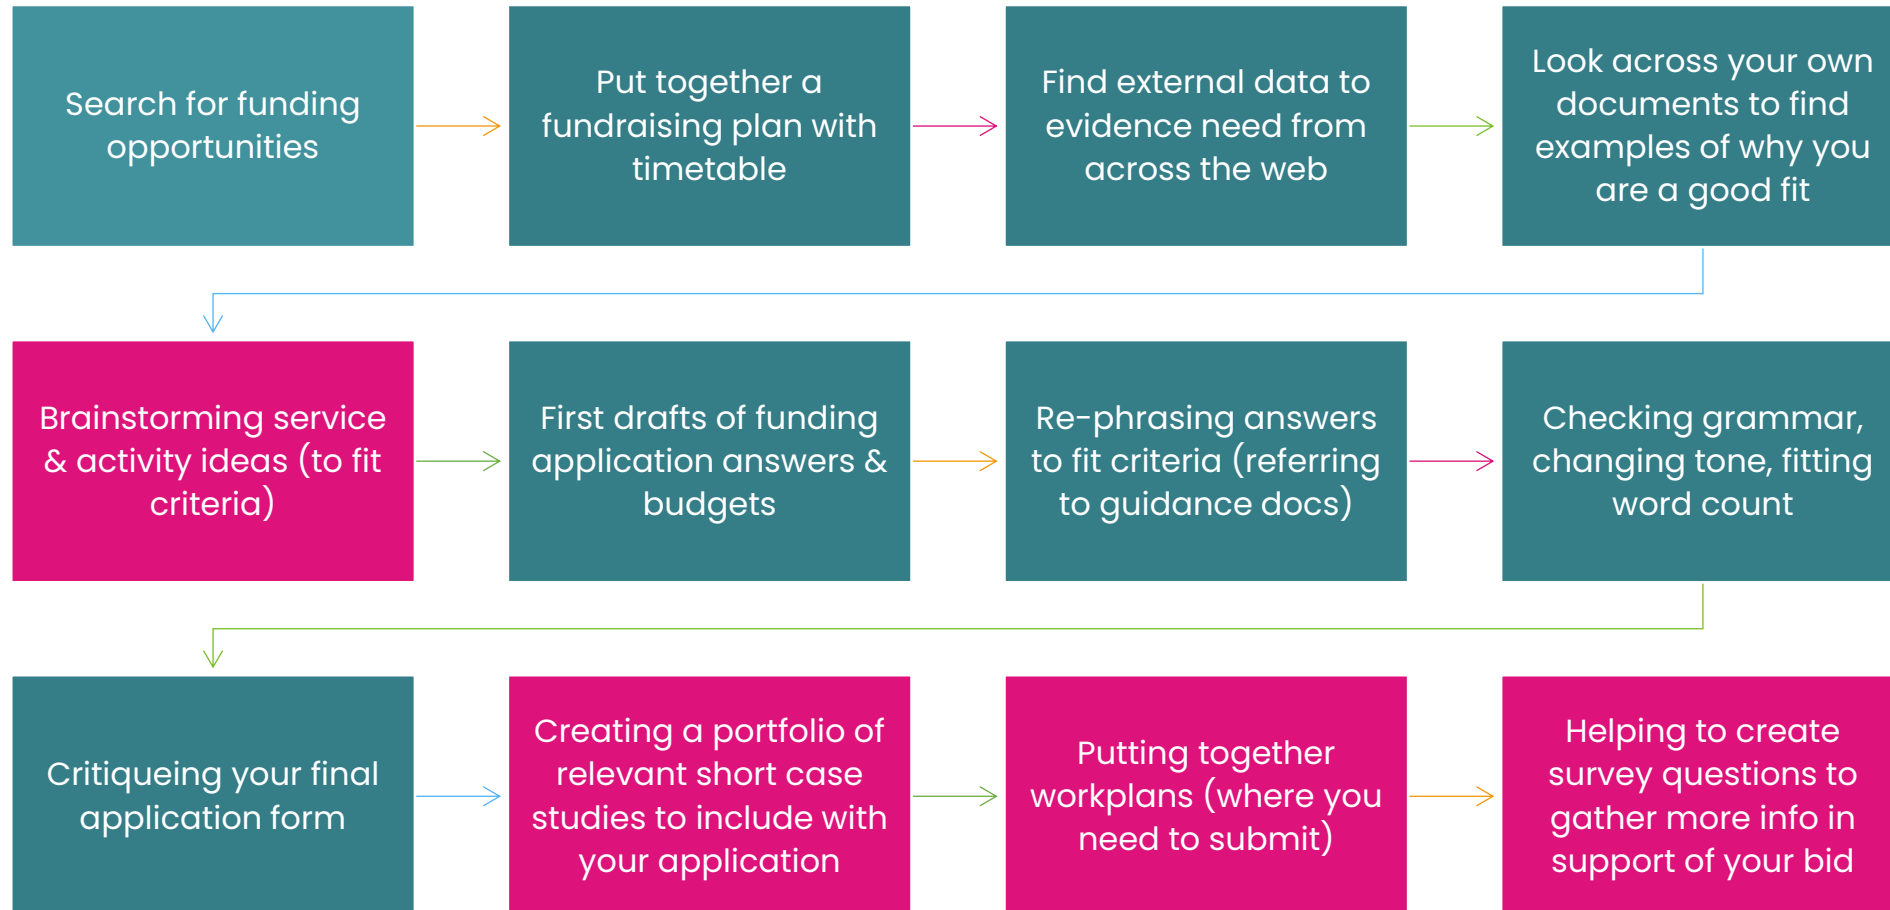 Search for funding
opportunities
Put together a
fundraising plan with
timetable
Find external data to
evidence need from
across the web
Look across your own
documents to find
examples of why you
are a good fit
Brainstorming service
& activity ideas (to fit
criteria)
First drafts of funding
application answers &
budgets
Re-phrasing answers
to fit criteria (referring
to guidance docs)
Checking grammar,
changing tone, fitting
word count
Critiqueing your final
application form
Creating a portfolio of
relevant short case
studies to include with
your application
Putting together
workplans (where you
need to submit)
Helping to create
survey questions to
gather more info in
support of your bid